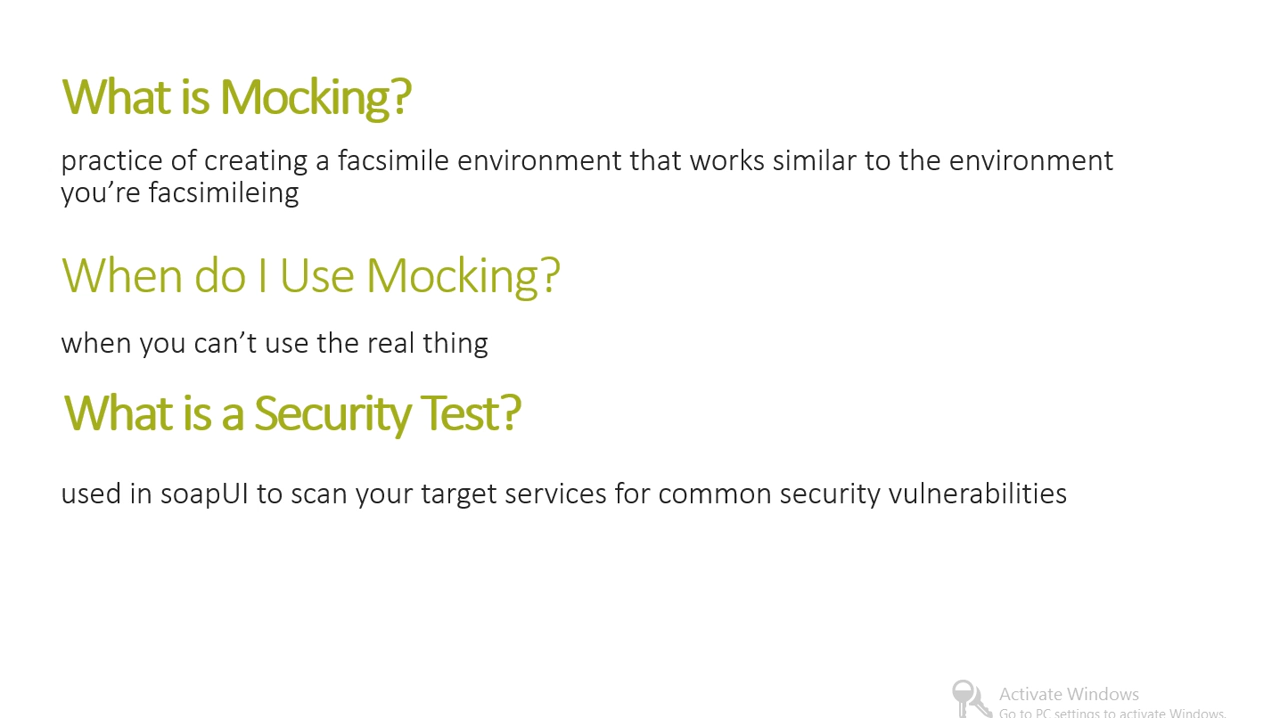 What is Mocking?
practice of creating a facsimile environment that works similar to the environment
you’re facsimileing
When do I Use Mocking?
when you can’t use the real thing
What is a Security Test?
used in soapUI to scan your target services for common security vulnerabilities
Activate Windows
Go to PC settings to activate Windows.